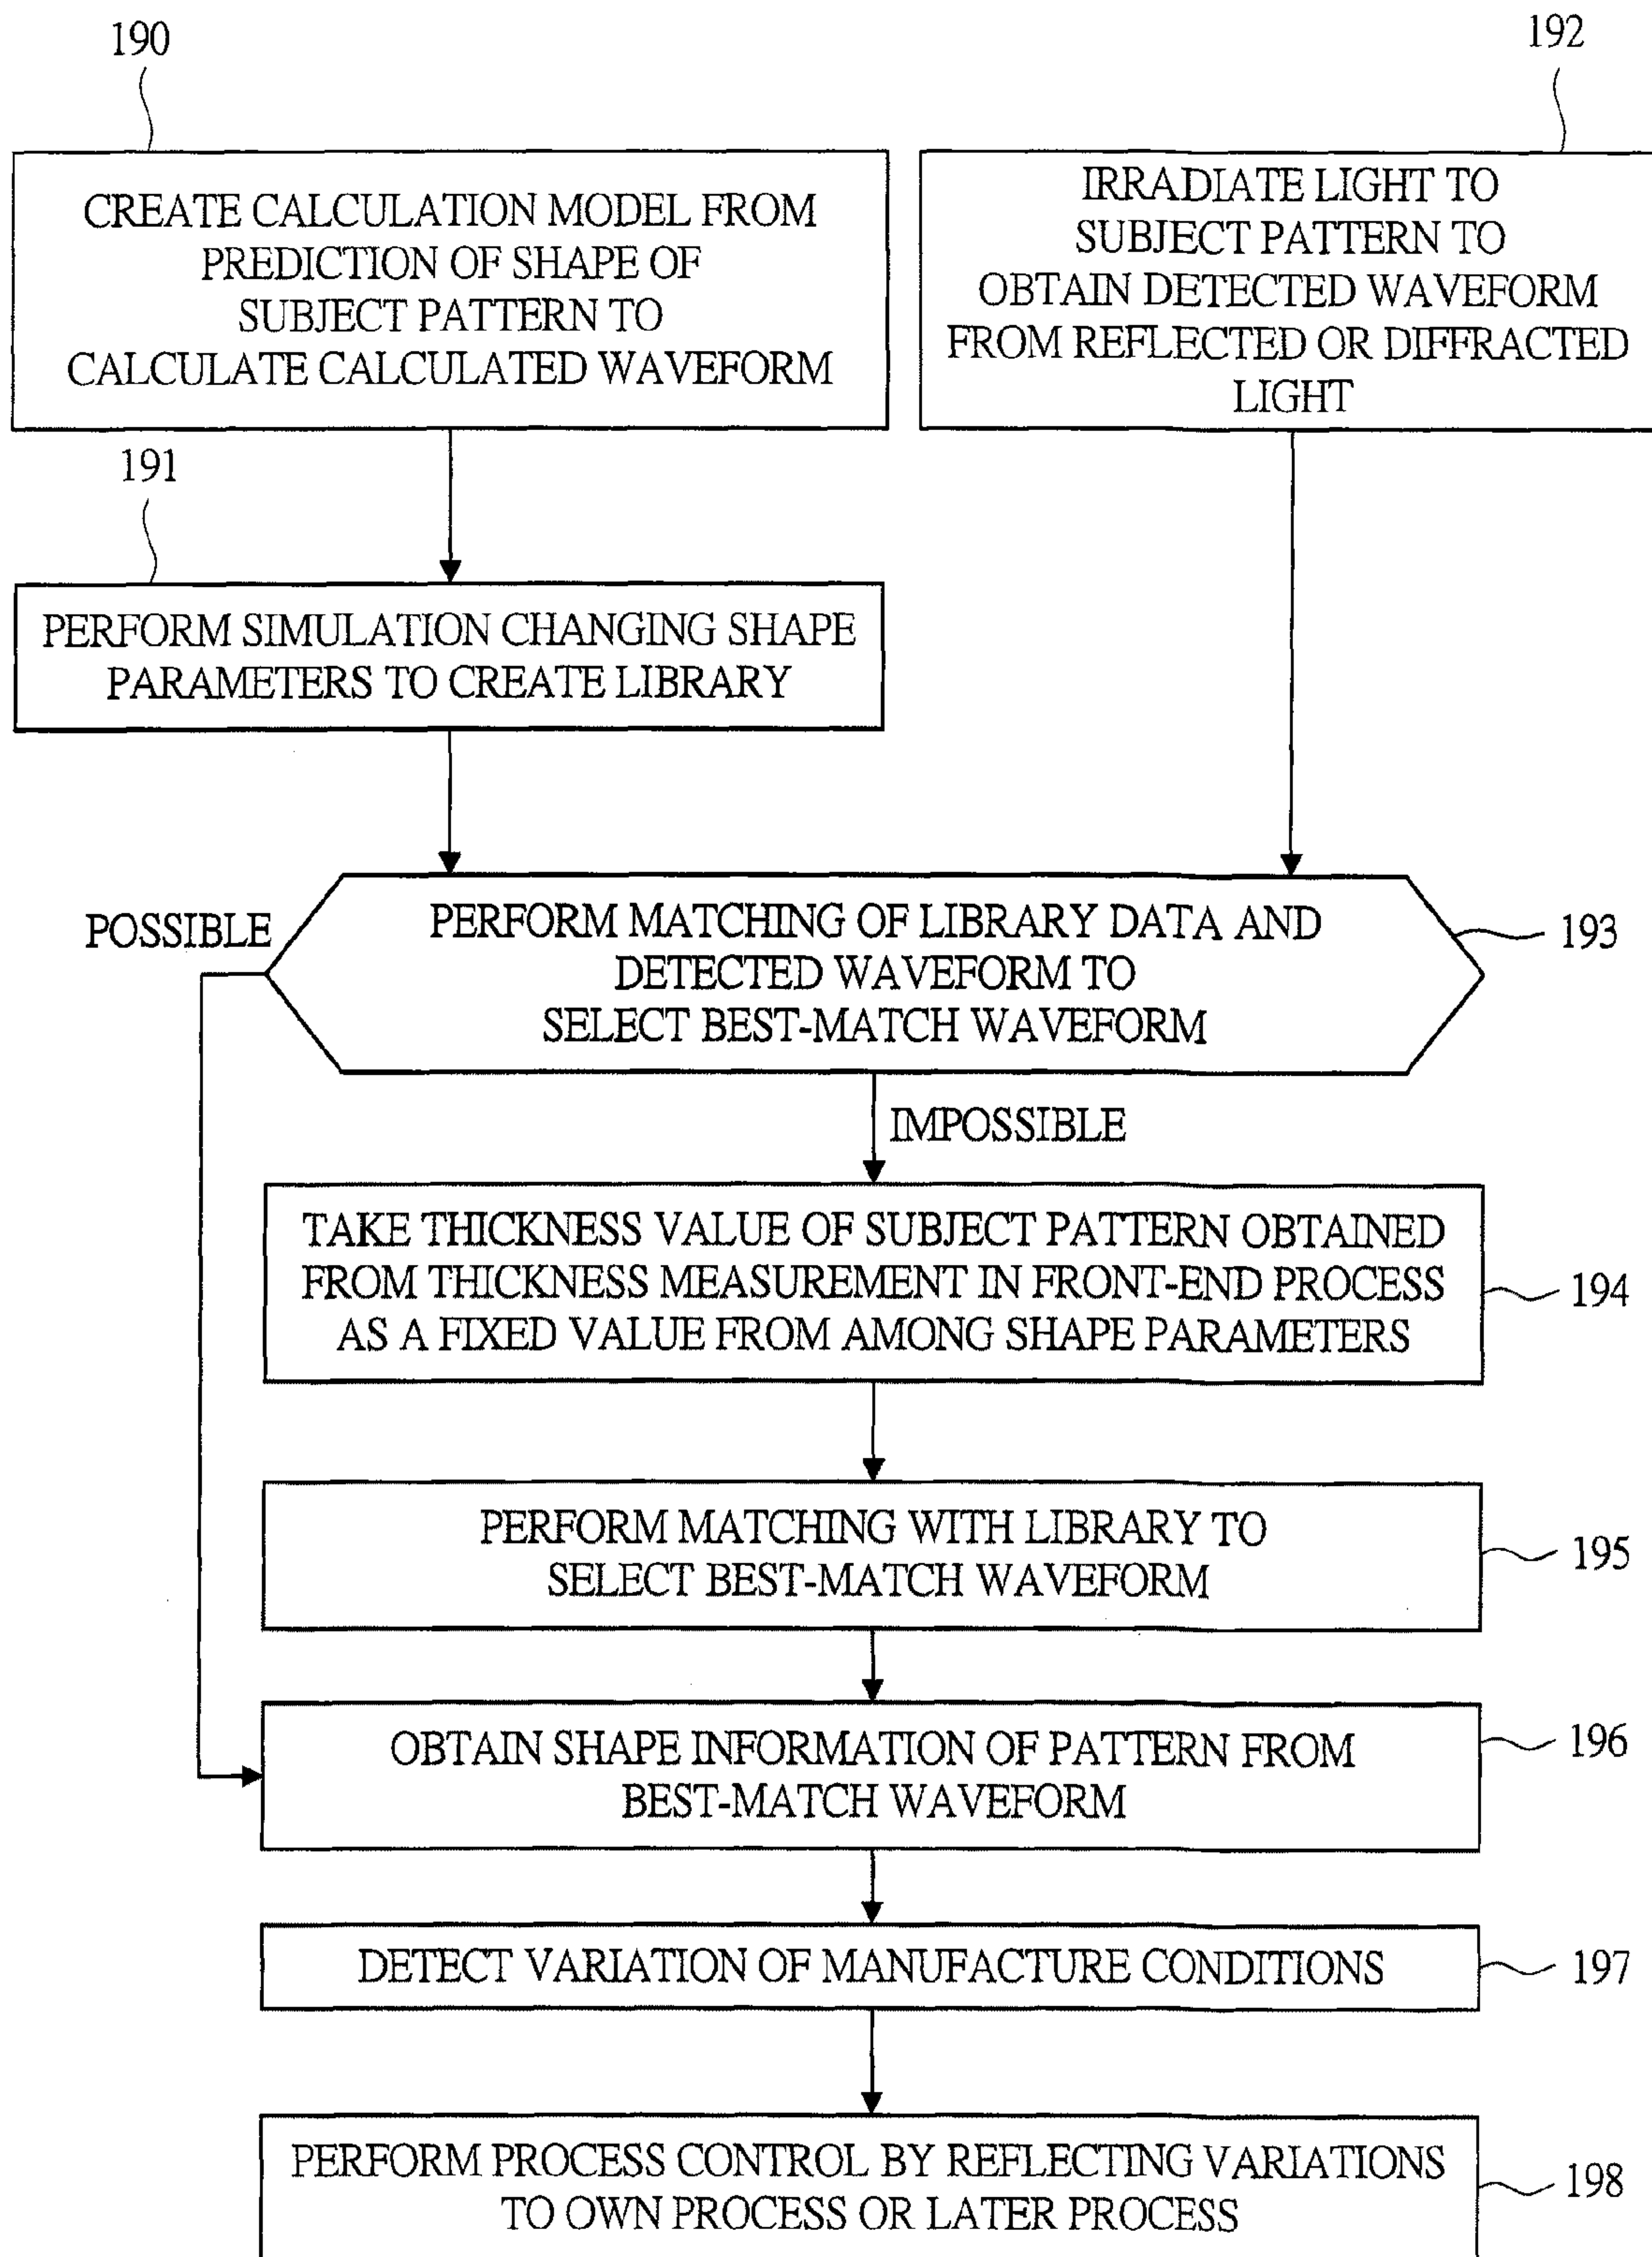 190
192
CREATE CALCULATION MODEL FROM
PREDICTION OF SHAPE OF
SUBJECT PATTERN TO
CALCULATE CALCULATED WAVEFORM
IRRADIATE LIGHT TO
SUBJECT PATTERN TO
OBTAIN DETECTED WAVEFORM
FROM REFLECTED OR DIFFRACTED
LIGHT
191
PERFORM SIMULATION CHANGING SHAPE
PARAMETERS TO CREATE LIBRARY
POSSIBLE
PERFORM MATCHING OF LIBRARY DATA AND
DETECTED WAVEFORM TO
SELECT BEST-MATCH WAVEFORM
193
IMPOSSIBLE
TAKE THICKNESS VALUE OF SUBJECT PATTERN OBTAINED
FROM THICKNESS MEASUREMENT IN FRONT-END PROCESS
AS A FIXED VALUE FROM AMONG SHAPE PARAMETERS
194
PERFORM MATCHING WITH LIBRARY TO
SELECT BEST-MATCH WAVEFORM
195
OBTAIN SHAPE INFORMATION OF PATTERN FROM
BEST-MATCH WAVEFORM
196
DETECT VARIATION OF MANUFACTURE CONDITIONS
197
PERFORM PROCESS CONTROL BY REFLECTING VARIATIONS
TO OWN PROCESS OR LATER PROCESS
198